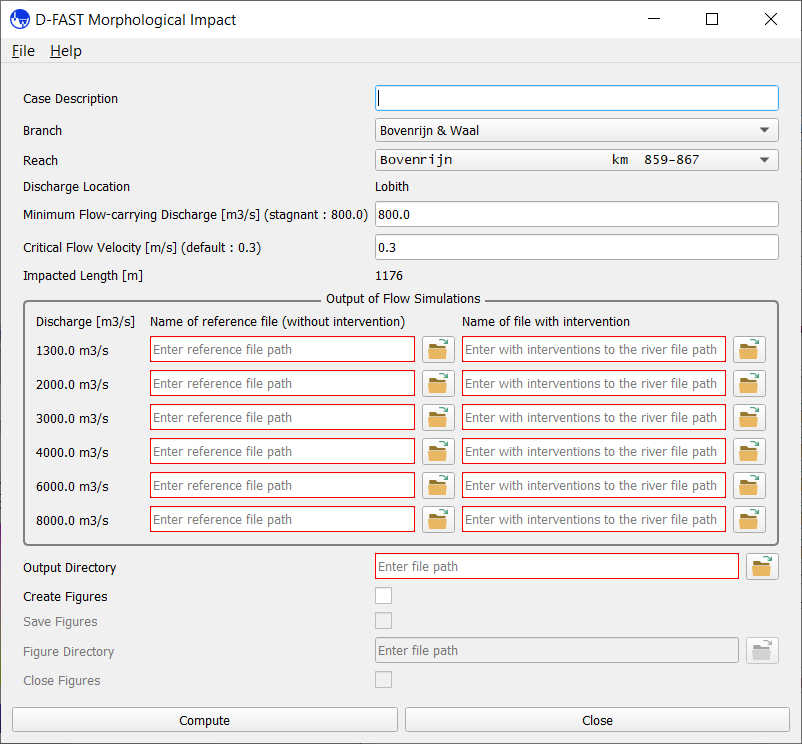 D-FAST Morphological Impact
File Help
Case Description
Branch Bovenrijn & Waal
Reach Bovenrijn km 859-867
Discharge Location Lobith
Minimum Flow-carrying Discharge [m3/s] (stagnant : 800.0) 800.0
Critical Flow Velocity [m/s] (default : 0.3) 0.3
Impacted Length [m] 1176
Output of Flow Simulations
Discharge [m3/s] Name of reference file (without intervention) Name of file with intervention
1300.0 m3/s Enter reference file path Enter with interventions to the river file path
2000.0 m3/s Enter reference file path Enter with interventions to the river file path
3000.0 m3/s Enter reference file path Enter with interventions to the river file path
4000.0 m3/s Enter reference file path Enter with interventions to the river file path
6000.0 m3/s Enter reference file path Enter with interventions to the river file path
8000.0 m3/s Enter reference file path Enter with interventions to the river file path
Output Directory Enter file path
Create Figures
Save Figures
Figure Directory Enter file path
Close Figures
Compute Close